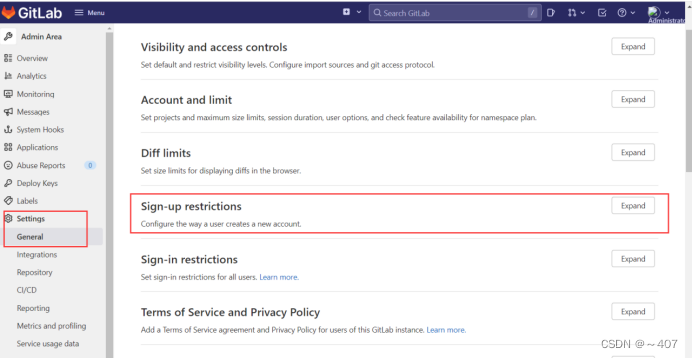 GitLab
Menu
Search GitLab
/
Administrator
Admin Area
Overview
Analytics
Monitoring
Messages
System Hooks
Applications
Abuse Reports 0
Deploy Keys
Labels
Settings
General
Integrations
Repository
CI/CD
Reporting
Metrics and profiling
Service usage data
Visibility and access controls
Expand
Set default and restrict visibility levels. Configure import sources and git access protocol.
Account and limit
Expand
Set projects and maximum size limits, session duration, user options, and check feature availability for namespace plan.
Diff limits
Expand
Set size limits for displaying diffs in the browser.
Sign-up restrictions
Expand
Configure the way a user creates a new account.
Sign-in restrictions
Expand
Set sign-in restrictions for all users. Learn more.
Terms of Service and Privacy Policy
Expand
Add a Terms of Service agreement and Privacy Policy for users of this GitLab instance. Learn more.
CSDN @～407